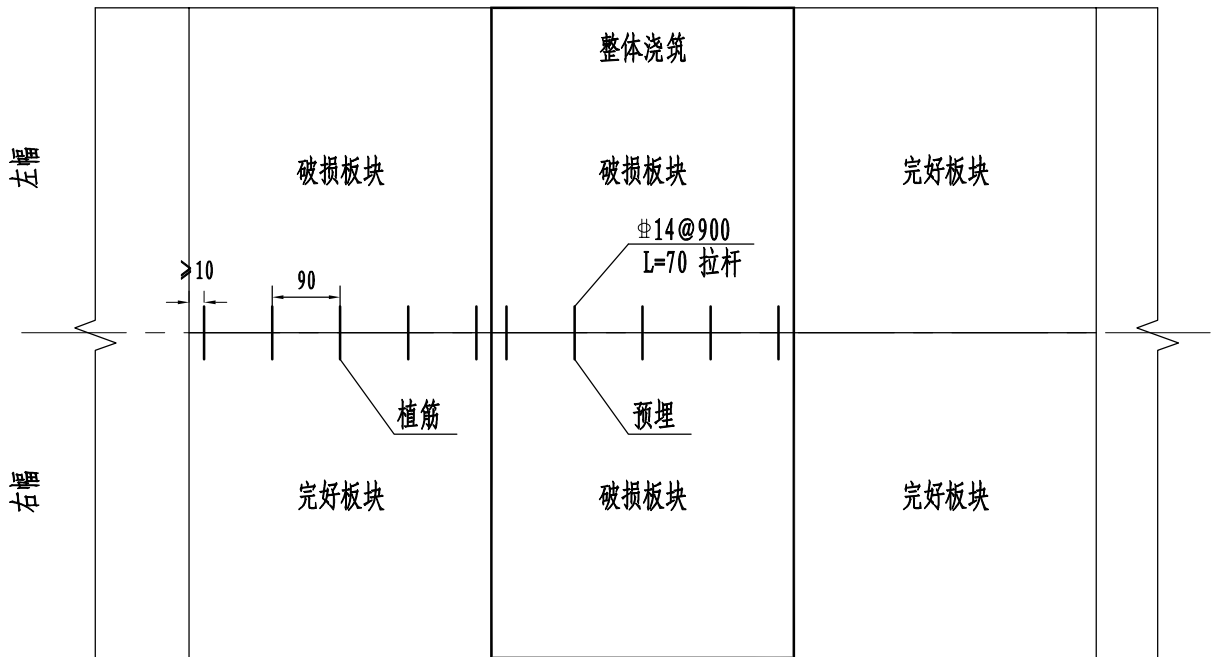 整体浇筑
左幅
破损板块
破损板块
完好板块
⌀14@900
L=70 拉杆
≥10
90
植筋
预埋
右幅
完好板块
破损板块
完好板块